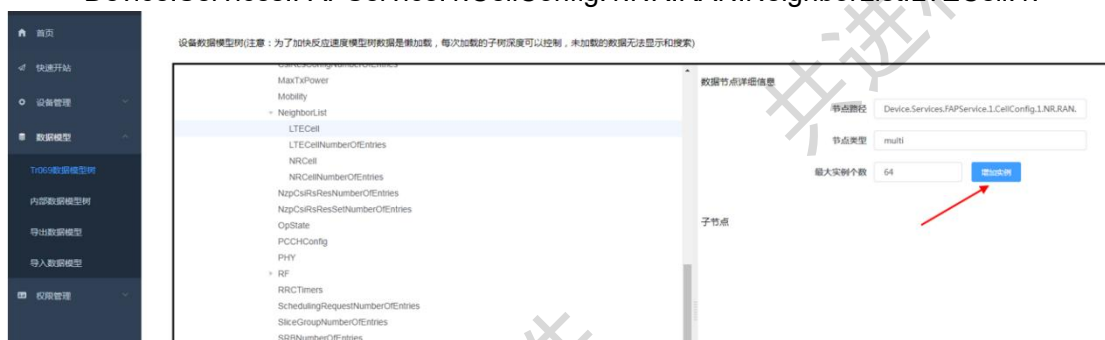 首页
快速开站
设备管理
数据模型
Tr069数据模型树
内部数据模型树
导出数据模型
导入数据模型
权限管理
设备数据模型树(注意：为了加快反应速度模型树数据是懒加载，每次加载的子树深度可以控制，未加载的数据无法显示和搜索)
MaxTxPower
Mobility
NeighborList
LTECell
LTECellNumberOfEntries
NRCell
NRCellNumberOfEntries
NzpCsiRsResNumberOfEntries
NzpCsiRsResSetNumberOfEntries
OpState
PCCHConfig
PHY
RF
RRCTimers
SchedulingRequestNumberOfEntries
SliceGroupNumberOfEntries
SRBNumberOfEntries
数据节点详细信息
节点路径 Device.Services.FAPService.1.CellConfig.1.NR.RAN.
节点类型 multi
最大实例个数 64 增加实例
子节点
共进
件